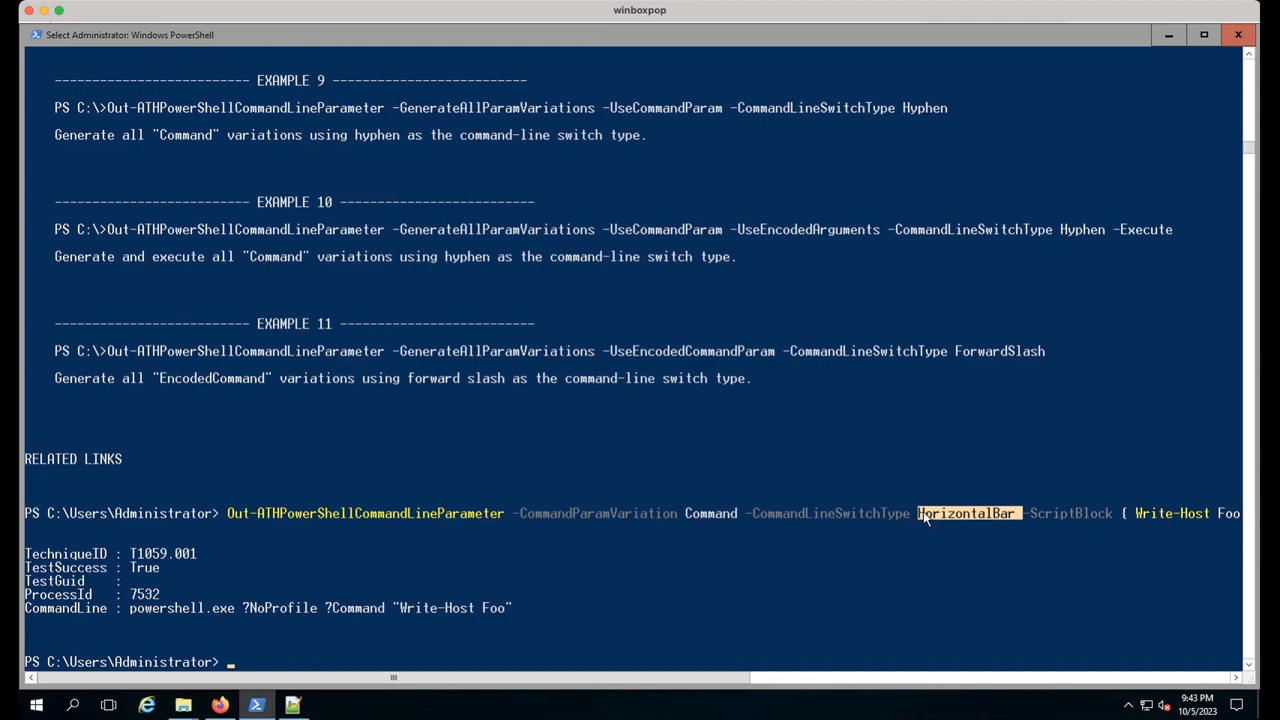 winboxpop
Select Administrator: Windows PowerShell
-------------------------- EXAMPLE 9 --------------------------
PS C:\>Out-ATHPowerShellCommandLineParameter -GenerateAllParamVariations -UseCommandParam -CommandLineSwitchType Hyphen
Generate all "Command" variations using hyphen as the command-line switch type.
-------------------------- EXAMPLE 10 --------------------------
PS C:\>Out-ATHPowerShellCommandLineParameter -GenerateAllParamVariations -UseCommandParam -UseEncodedArguments -CommandLineSwitchType Hyphen -Execute
Generate and execute all "Command" variations using hyphen as the command-line switch type.
-------------------------- EXAMPLE 11 --------------------------
PS C:\>Out-ATHPowerShellCommandLineParameter -GenerateAllParamVariations -UseEncodedCommandParam -CommandLineSwitchType ForwardSlash
Generate all "EncodedCommand" variations using forward slash as the command-line switch type.
RELATED LINKS
PS C:\Users\Administrator> Out-ATHPowerShellCommandLineParameter -CommandParamVariation Command -CommandLineSwitchType HorizontalBar -ScriptBlock { Write-Host Foo
TechniqueID : T1059.001
TestSuccess : True
TestGuid :
ProcessId : 7532
CommandLine : powershell.exe ?NoProfile ?Command "Write-Host Foo"
PS C:\Users\Administrator> _
9:43 PM
10/5/2023